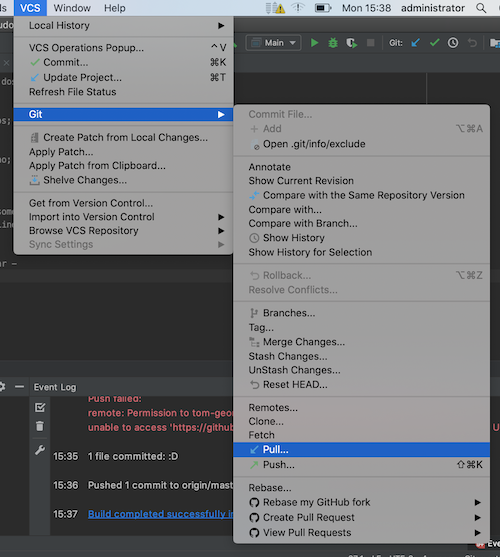 VCS Window Help Mon 15:38 administrator
Local History
Main Git:
VCS Operations Popup... ^V
Commit... ⌘K
Update Project... ⌘T
Refresh File Status
Git
Create Patch from Local Changes...
Apply Patch...
Apply Patch from Clipboard...
Shelve Changes...
Get from Version Control...
Import into Version Control
Browse VCS Repository
Sync Settings
Commit File...
Add ⌥⌘A
Open .git/info/exclude
Annotate
Show Current Revision
Compare with the Same Repository Version
Compare with...
Compare with Branch...
Show History
Show History for Selection
Rollback... ⌥⌘Z
Resolve Conflicts...
Branches...
Tag...
Merge Changes...
Stash Changes...
UnStash Changes...
Reset HEAD...
Remotes...
Clone...
Fetch
Pull...
Push... ⇧⌘K
Rebase...
Rebase my GitHub fork
Create Pull Request
View Pull Requests
Event Log
Push failed:
remote: Permission to tom-geo
unable to access 'https://github
15:35 1 file committed: :D
15:36 Pushed 1 commit to origin/mast
15:37 Build completed successfully in